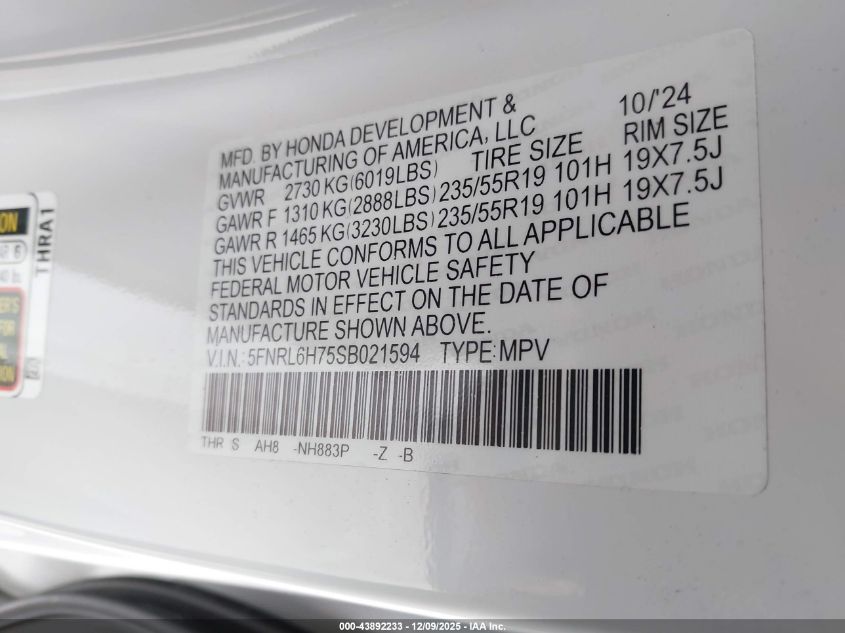 MFD. BY HONDA DEVELOPMENT & 10/'24
MANUFACTURING OF AMERICA, LLC
GVWR 2730 KG(6019LBS) TIRE SIZE RIM SIZE
GAWR F 1310 KG(2888LBS) 235/55R19 101H 19X7.5J
GAWR R 1465 KG(3230LBS) 235/55R19 101H 19X7.5J
THIS VEHICLE CONFORMS TO ALL APPLICABLE
FEDERAL MOTOR VEHICLE SAFETY
STANDARDS IN EFFECT ON THE DATE OF
MANUFACTURE SHOWN ABOVE.
V.I.N.: 5FNRL6H75SB021594 TYPE: MPV
THR S AH8 -NH883P -Z -B
THRA1
000-43892233 - 12/09/2025 - IAA Inc.